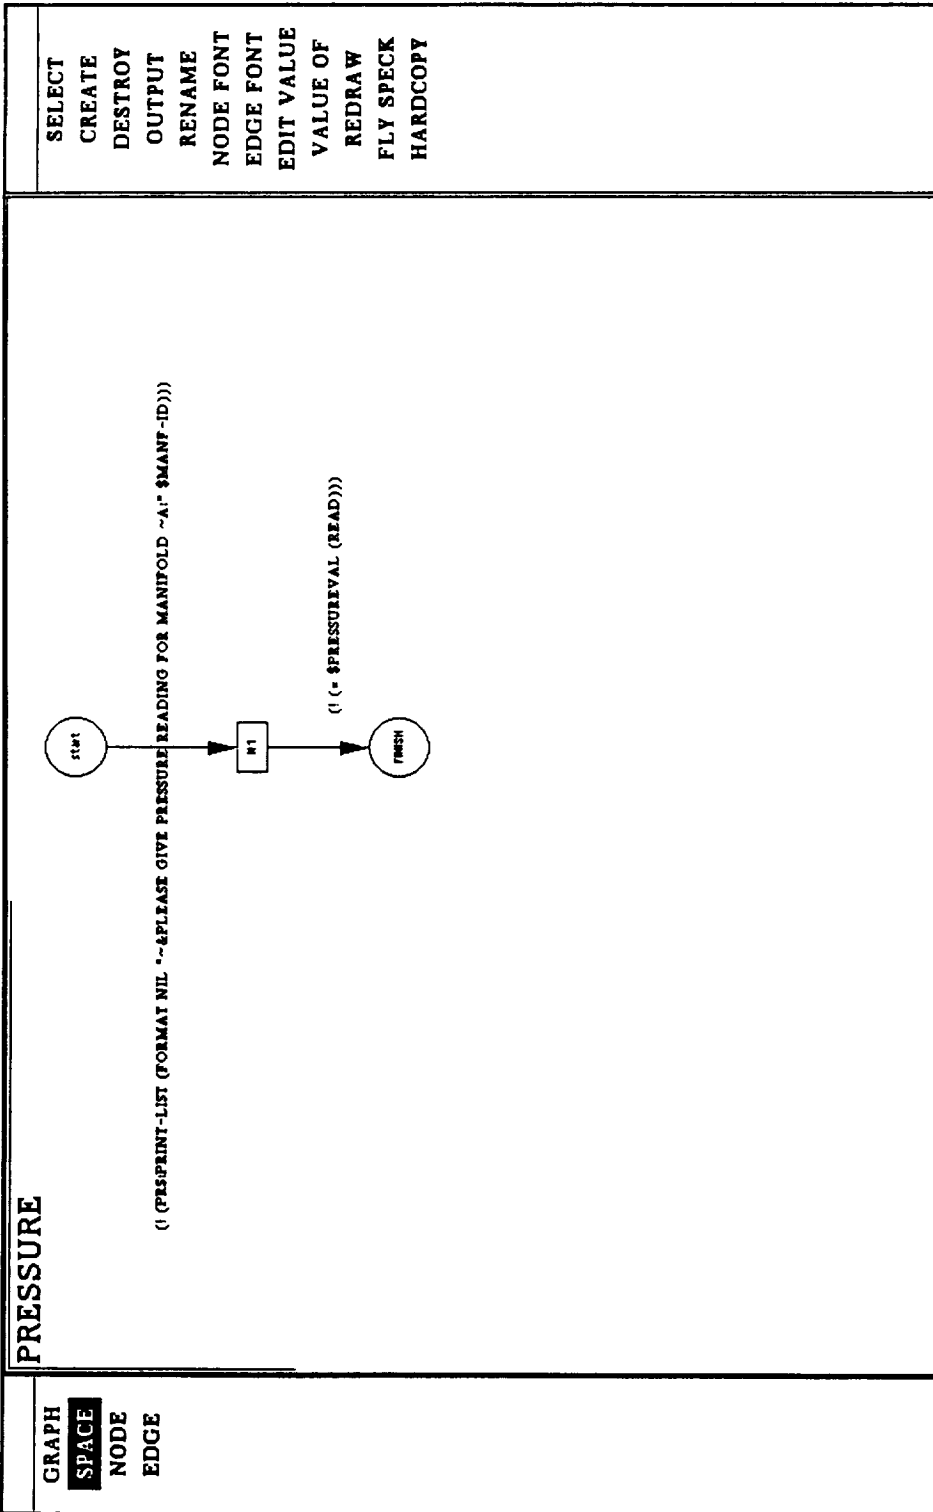 GRAPH
SPACE
NODE
EDGE
PRESSURE
start
(! (PRS:PRINT-LIST (FORMAT NIL "~&PLEASE GIVE PRESSURE READING FOR MANIFOLD ~A:" $MANF-ID)))
N1
(! (= $PRESSUREVAL (READ)))
FINISH
SELECT
CREATE
DESTROY
OUTPUT
RENAME
NODE FONT
EDGE FONT
EDIT VALUE
VALUE OF
REDRAW
FLY SPECK
HARDCOPY